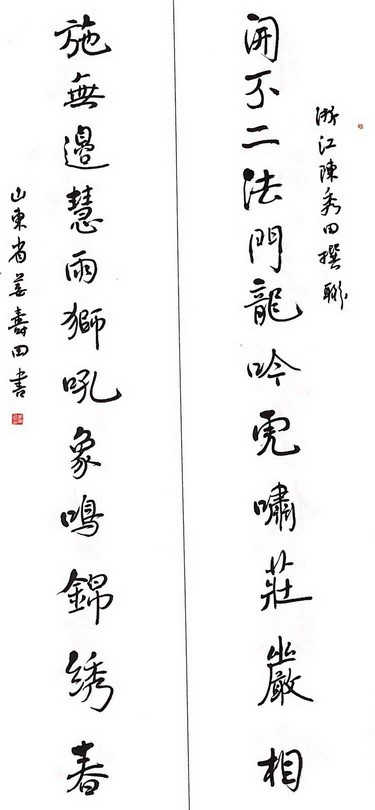 浙江陳秀田撰聯
開不二法門龍吟虎嘯莊嚴相
施無邊慧雨獅吼象鳴錦綉春
山東省姜壽田書